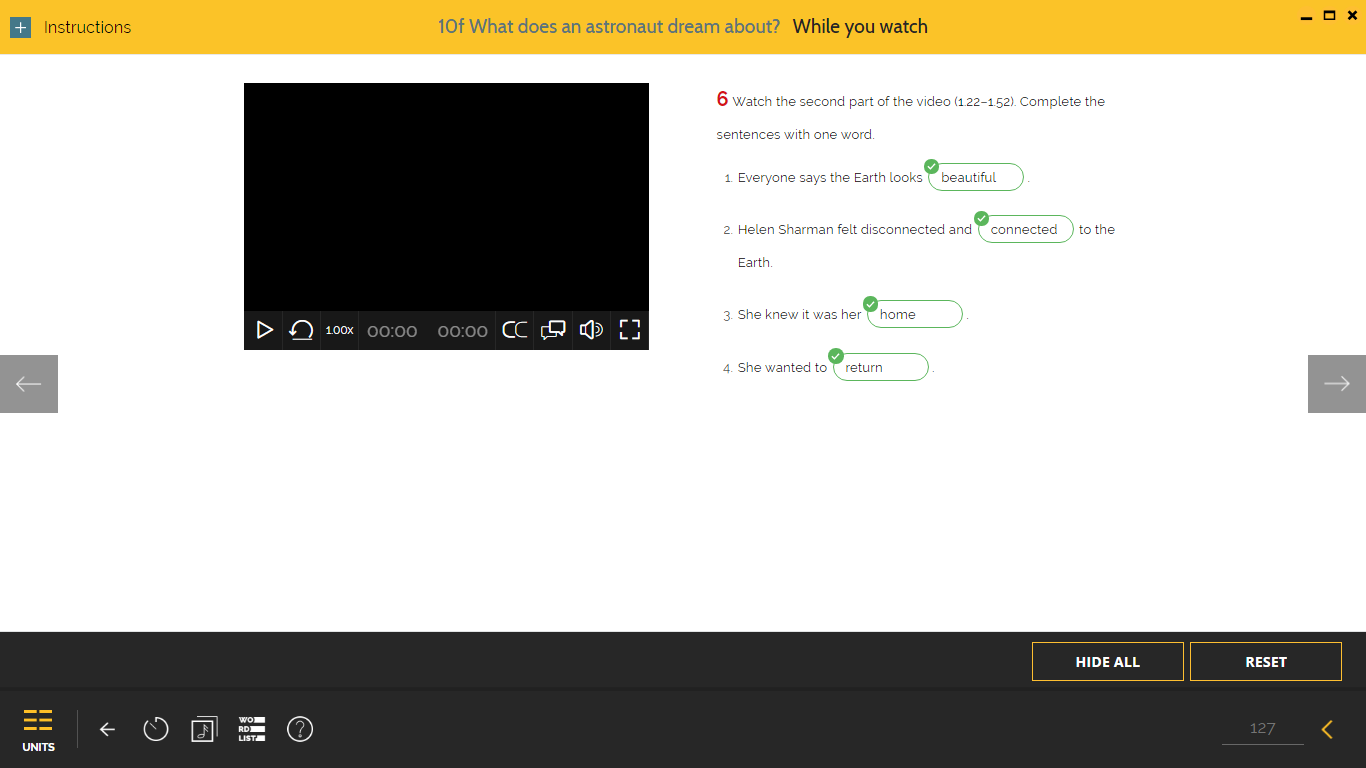 Instructions
10f What does an astronaut dream about? While you watch
6 Watch the second part of the video (1.22–1.52). Complete the
sentences with one word.
1. Everyone says the Earth looks beautiful .
2. Helen Sharman felt disconnected and connected to the
Earth.
3. She knew it was her home .
4. She wanted to return .
1.00x 00:00 00:00 CC
HIDE ALL RESET
UNITS
WO
RD
LIST
127